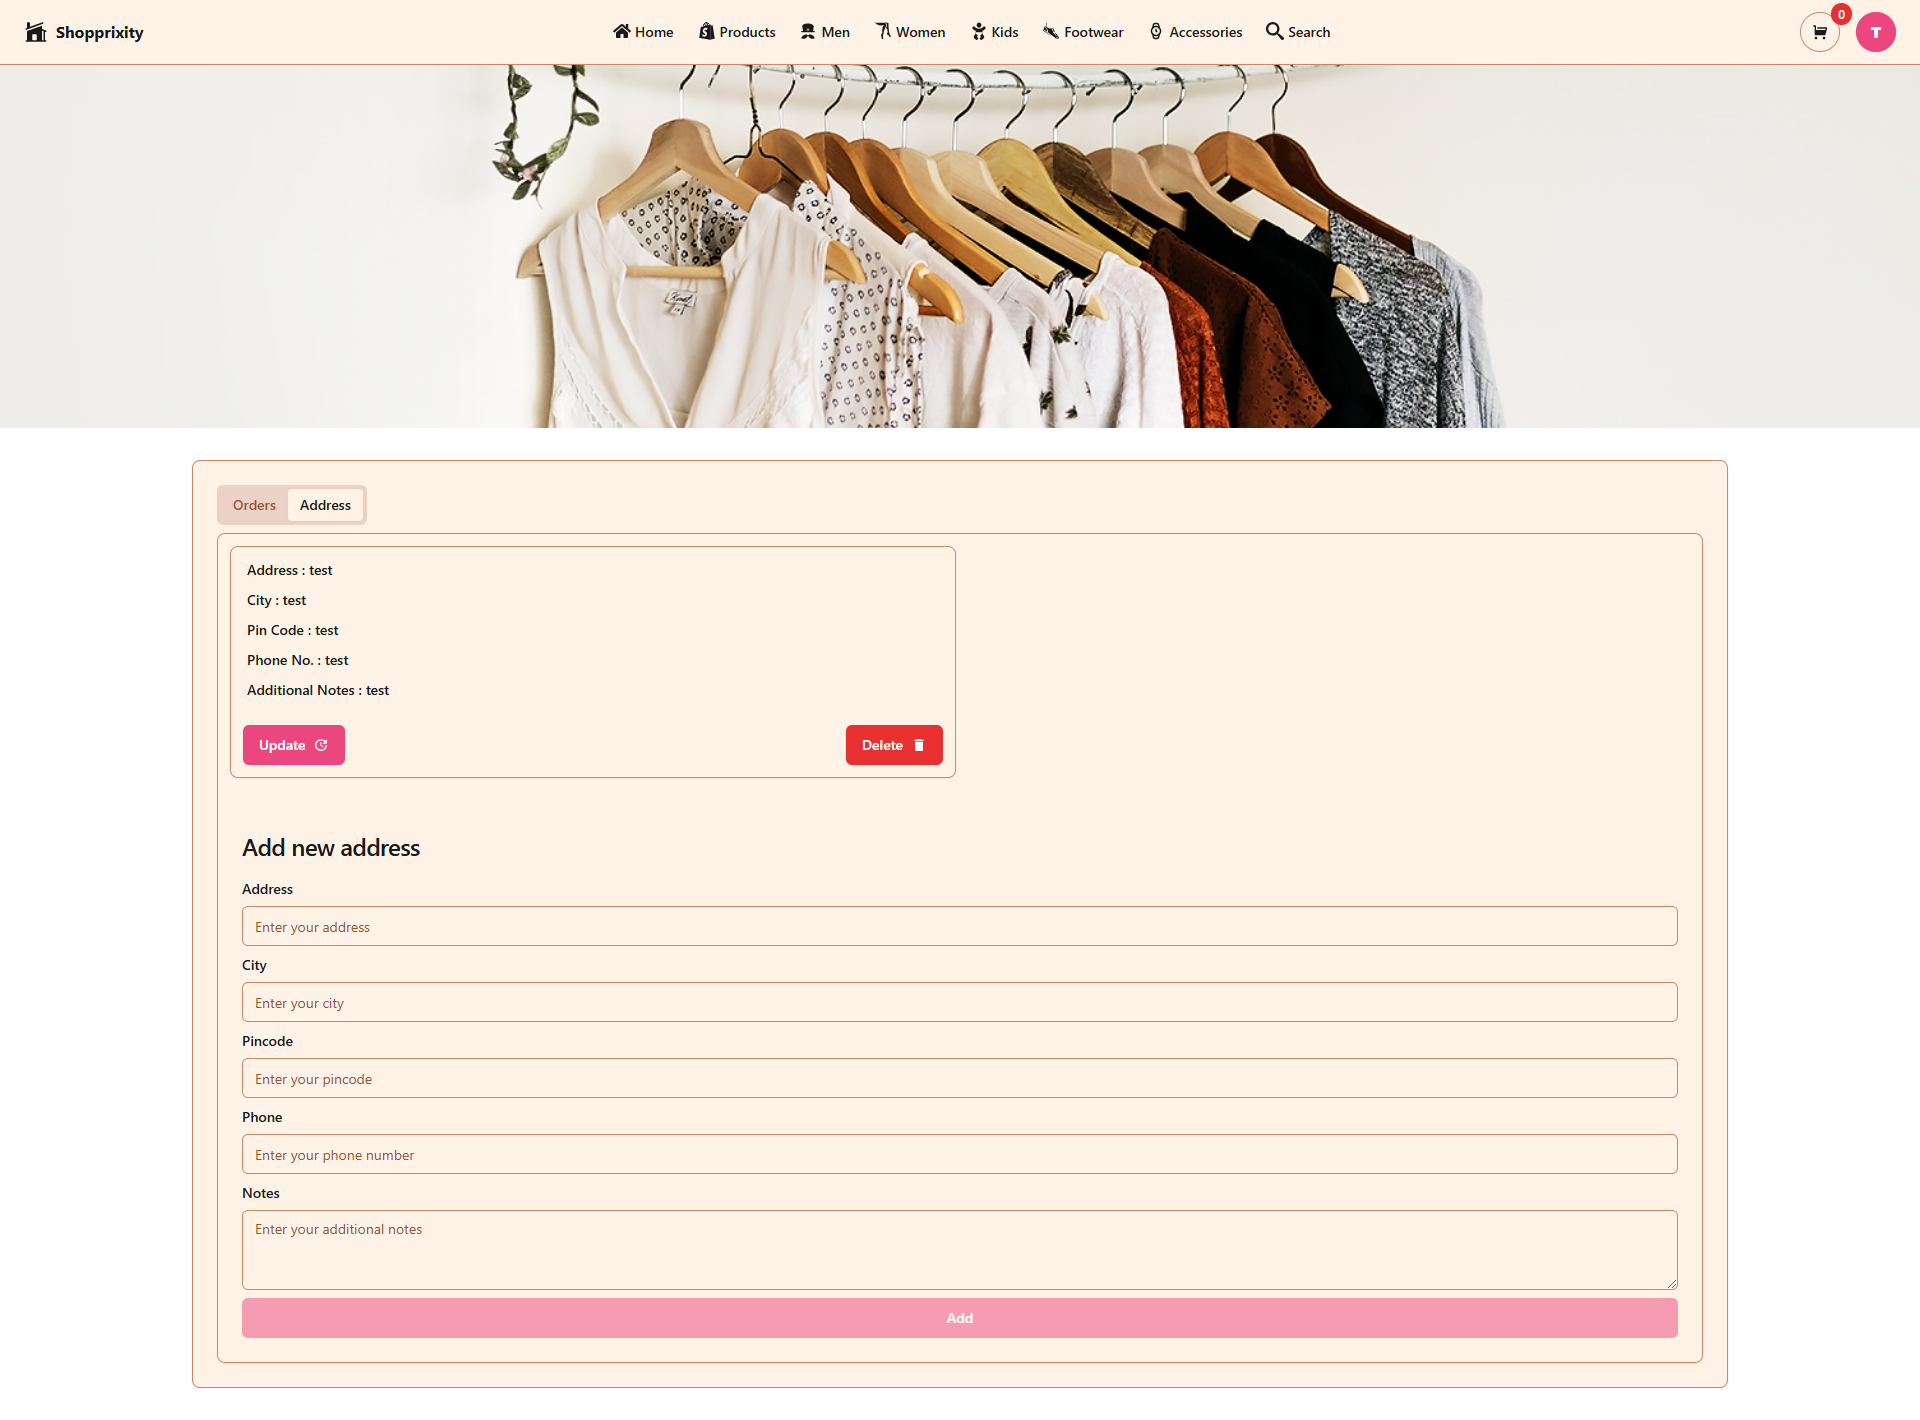 Shopprixity
Home
Products
Men
Women
Kids
Footwear
Accessories
Search
0
T
Orders
Address
Address : test
City : test
Pin Code : test
Phone No. : test
Additional Notes : test
Update
Delete
Add new address
Address
Enter your address
City
Enter your city
Pincode
Enter your pincode
Phone
Enter your phone number
Notes
Enter your additional notes
Add